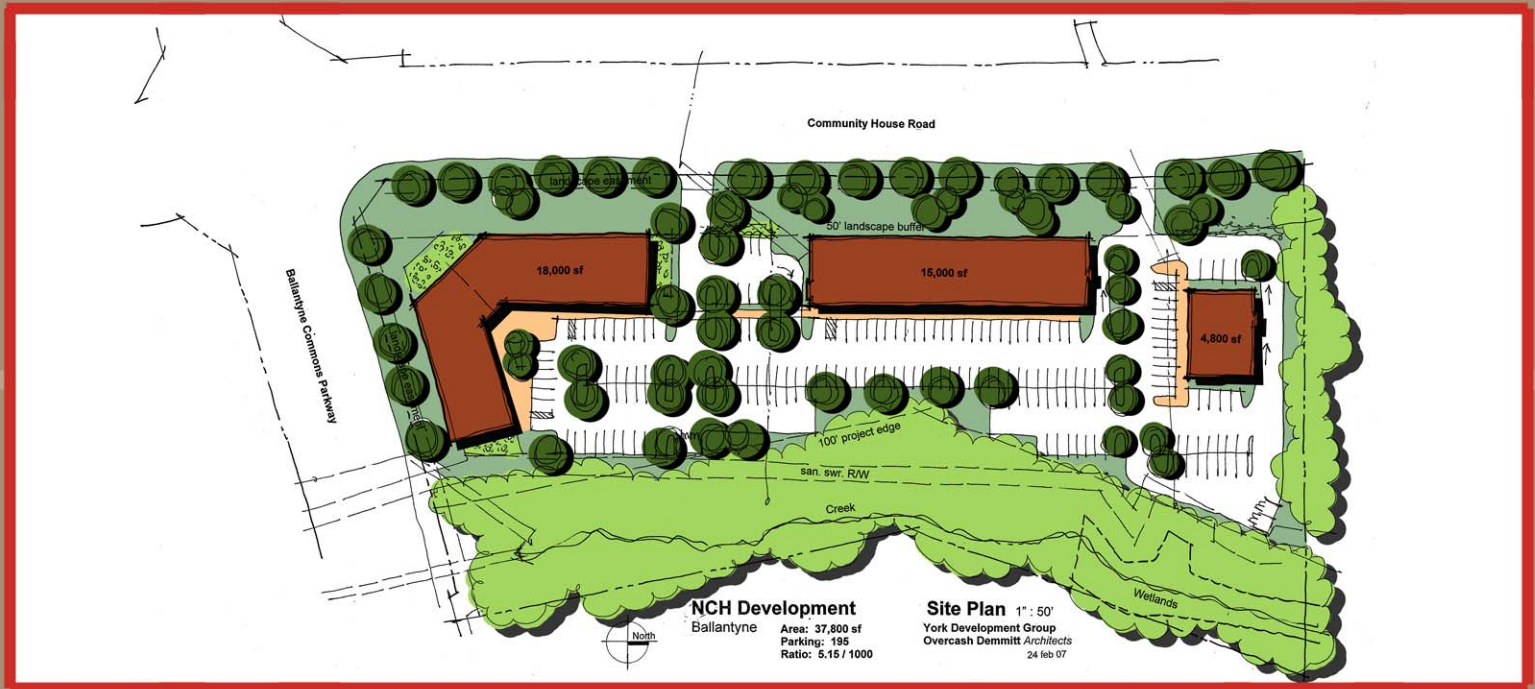 Community House Road
landscape easement
50' landscape buffer
18,000 sf
15,000 sf
4,800 sf
Ballantyne Commons Parkway
landscape easement
100' project edge
san. swr. R/W
Creek
Wetlands
NCH Development
Ballantyne
Area: 37,800 sf
Parking: 195
Ratio: 5.15 / 1000
North
Site Plan 1" : 50'
York Development Group
Overcash Demmitt Architects
24 feb 07